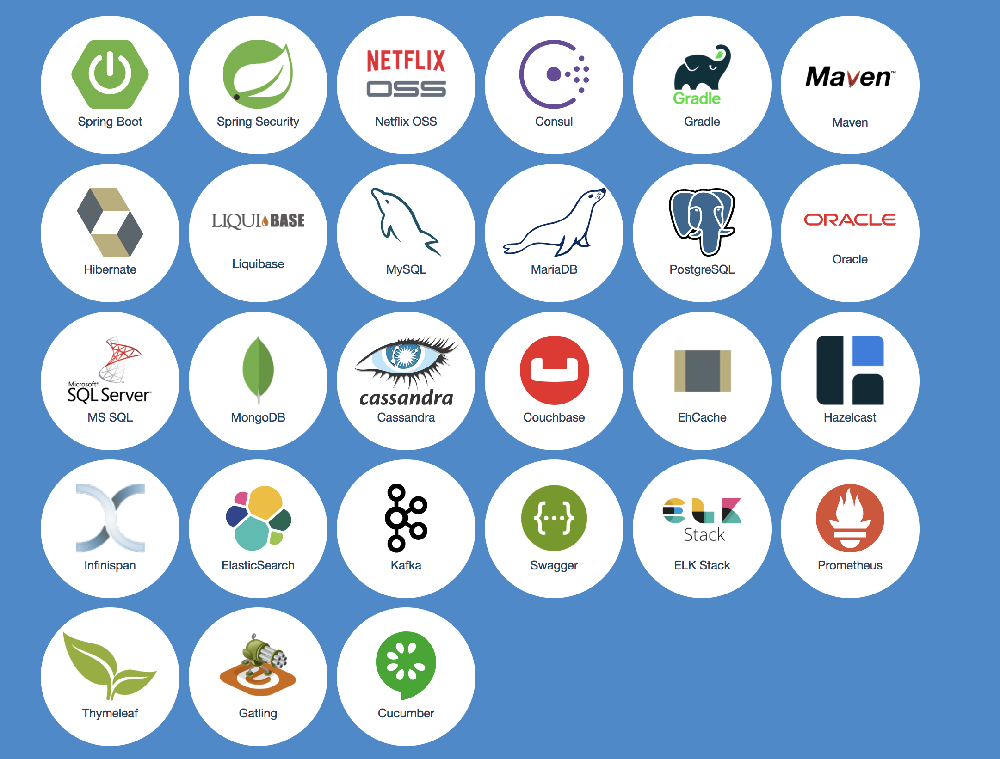 NETFLIX
OSS
Gradle
Maven™
Spring Boot
Spring Security
Netflix OSS
Consul
Gradle
Maven
LIQUIBASE
ORACLE
Hibernate
Liquibase
MySQL
MariaDB
PostgreSQL
Oracle
Microsoft®
SQL Server®
cassandra
MS SQL
MongoDB
Cassandra
Couchbase
EhCache
Hazelcast
{...}
ELK
Stack
Infinispan
ElasticSearch
Kafka
Swagger
ELK Stack
Prometheus
Thymeleaf
Gatling
Cucumber